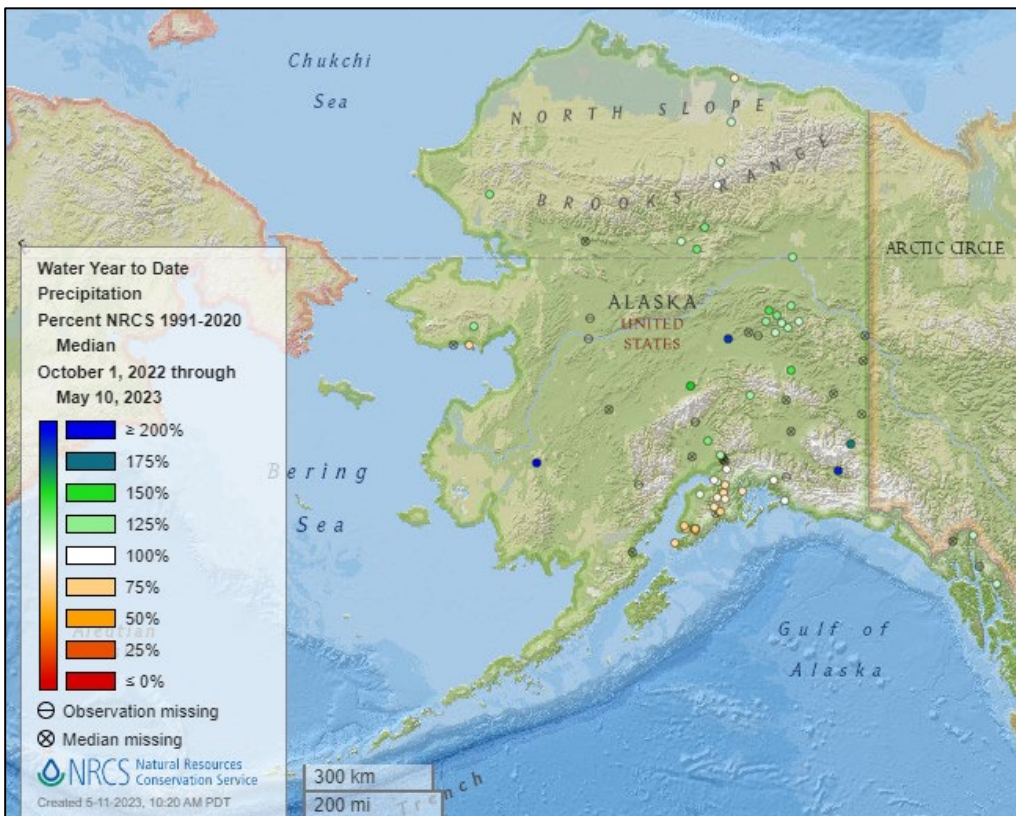 Chukchi
Sea
NORTH SLOPE
BROOKS RANGE
ARCTIC CIRCLE
ALASKA
UNITED
STATES
Bering
Sea
Gulf of
Alaska
Aleutian
Trench
Water Year to Date
Precipitation
Percent NRCS 1991-2020
Median
October 1, 2022 through
May 10, 2023
≥ 200%
175%
150%
125%
100%
75%
50%
25%
≤ 0%
Observation missing
Median missing
NRCS Natural Resources
Conservation Service
Created 5-11-2023, 10:20 AM PDT
300 km
200 mi